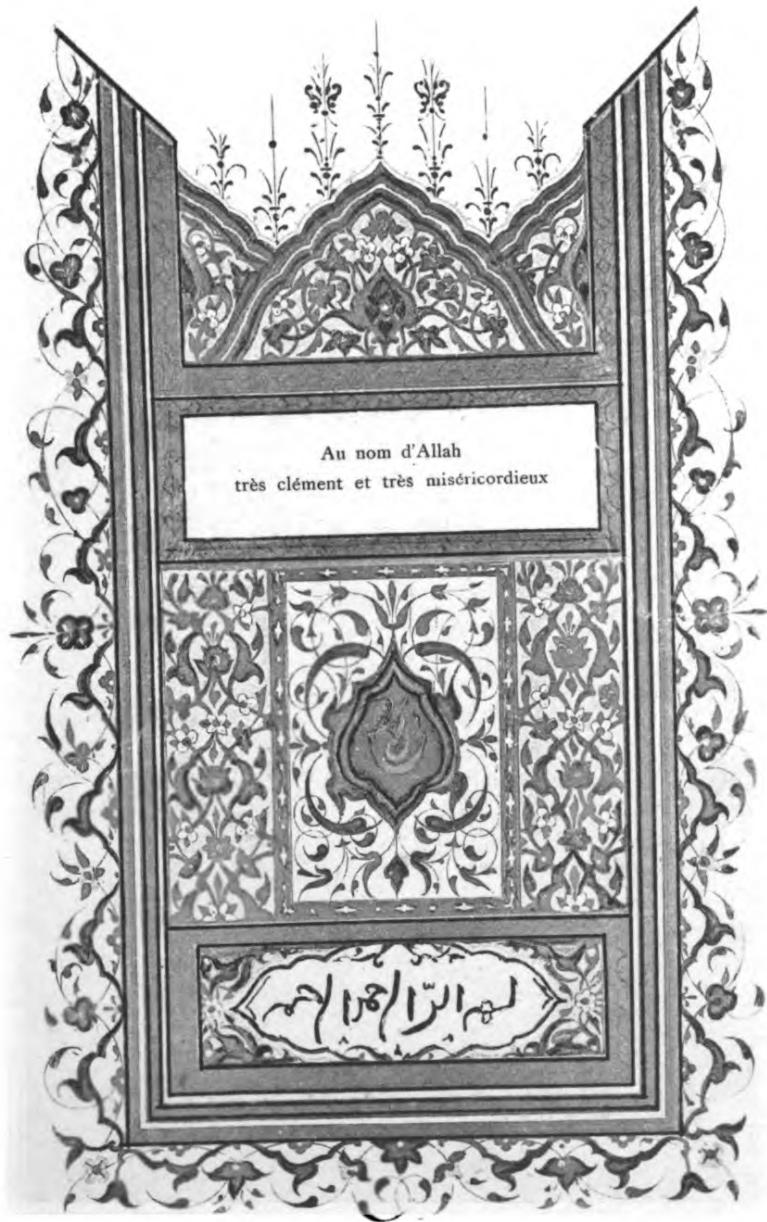 Au nom d'Allah
très clément et très miséricordieux
بسم الله الرحمن الرحيم